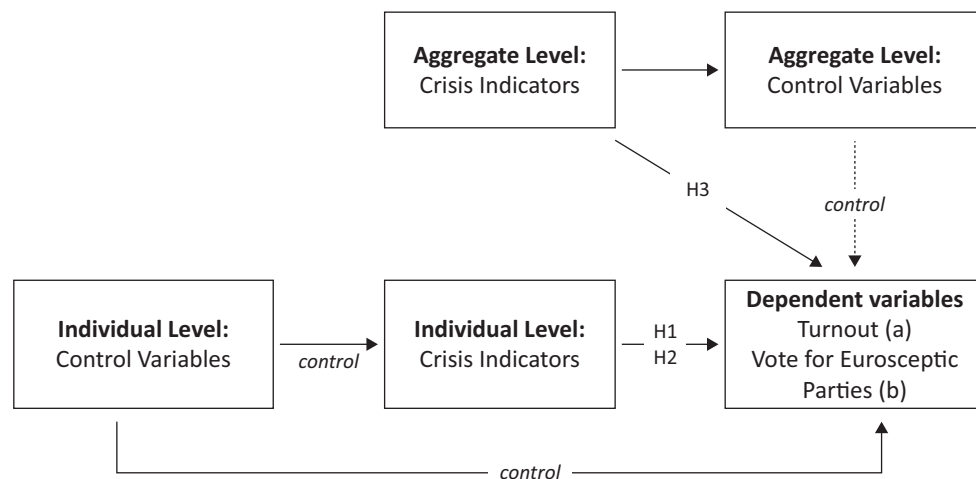 Aggregate Level:
Crisis Indicators
Aggregate Level:
Control Variables
H3
control
Individual Level:
Control Variables
control
Individual Level:
Crisis Indicators
H1
H2
Dependent variables
Turnout (a)
Vote for Eurosceptic
Parties (b)
control